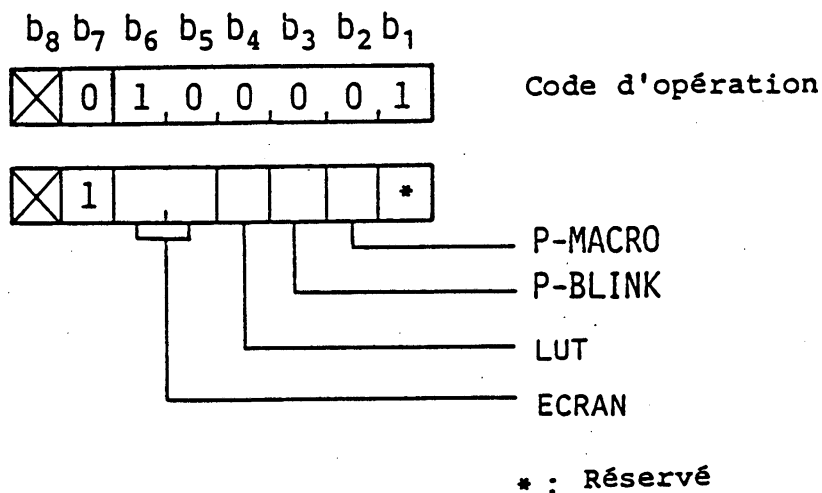 b8 b7 b6 b5 b4 b3 b2 b1
0 1 0 0 0 0 1 Code d'opération
1 *
P-MACRO
P-BLINK
LUT
ECRAN
* : Réservé